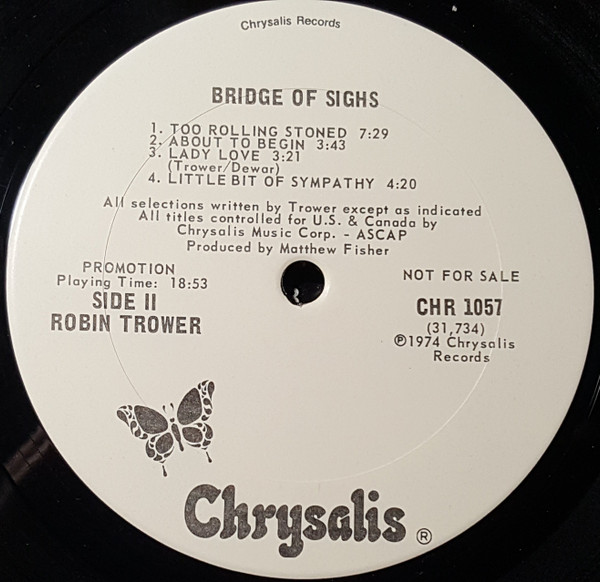 Chrysalis Records
BRIDGE OF SIGHS
1. TOO ROLLING STONED 7:29
2. ABOUT TO BEGIN 3:43
3. LADY LOVE 3:21
(Trower/Dewar)
4. LITTLE BIT OF SYMPATHY 4:20
All selections written by Trower except as indicated
All titles controlled for U.S. & Canada by
Chrysalis Music Corp. - ASCAP
Produced by Matthew Fisher
PROMOTION
Playing Time: 18:53
SIDE II
ROBIN TROWER
NOT FOR SALE
CHR 1057
(31,734)
℗1974 Chrysalis
Records
Chrysalis ®